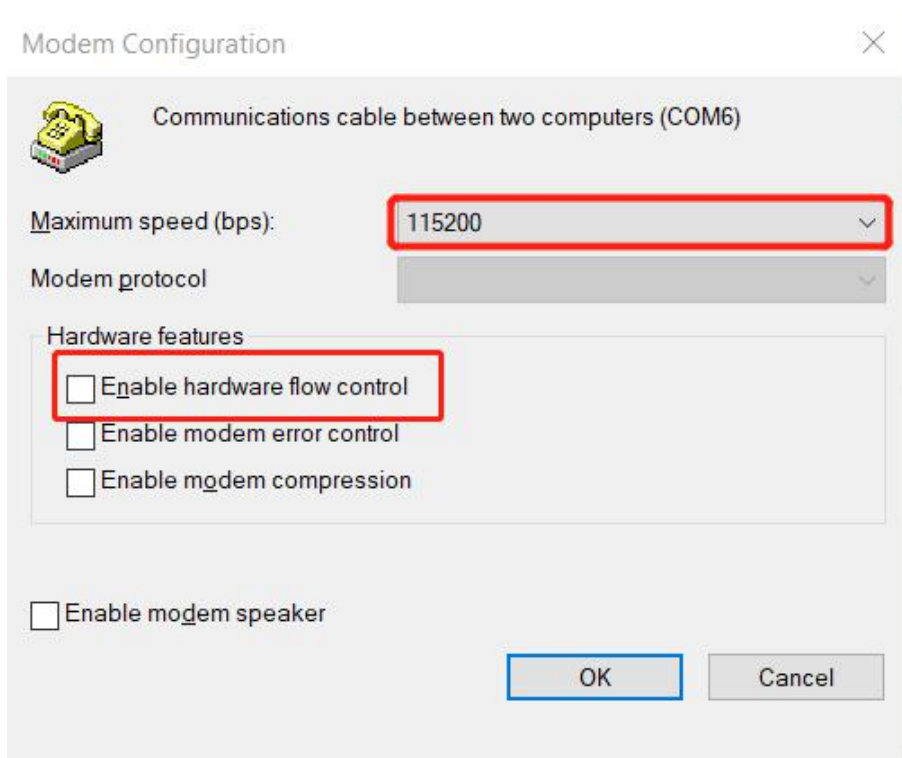 Modem Configuration
Communications cable between two computers (COM6)
Maximum speed (bps): 115200
Modem protocol
Hardware features
Enable hardware flow control
Enable modem error control
Enable modem compression
Enable modem speaker
OK Cancel